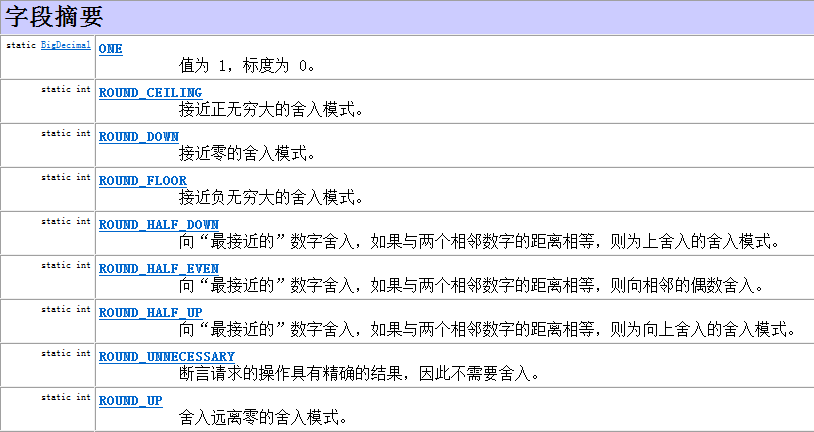 字段摘要
static BigDecimal ONE
值为 1，标度为 0。
static int ROUND_CEILING
接近正无穷大的舍入模式。
static int ROUND_DOWN
接近零的舍入模式。
static int ROUND_FLOOR
接近负无穷大的舍入模式。
static int ROUND_HALF_DOWN
向“最接近的”数字舍入，如果与两个相邻数字的距离相等，则为上舍入的舍入模式。
static int ROUND_HALF_EVEN
向“最接近的”数字舍入，如果与两个相邻数字的距离相等，则向相邻的偶数舍入。
static int ROUND_HALF_UP
向“最接近的”数字舍入，如果与两个相邻数字的距离相等，则为向上舍入的舍入模式。
static int ROUND_UNNECESSARY
断言请求的操作具有精确的结果，因此不需要舍入。
static int ROUND_UP
舍入远离零的舍入模式。